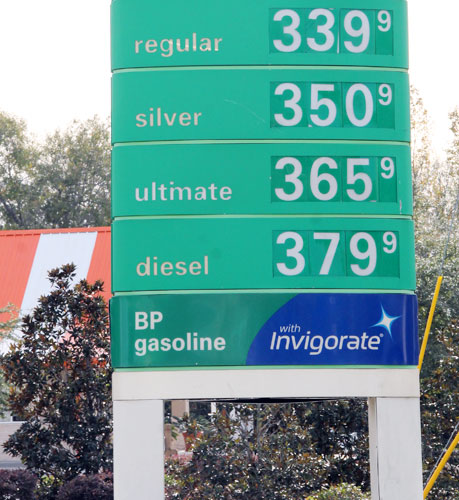 regular 339 9
silver 350 9
ultimate 365 9
diesel 379 9
BP
gasoline
with
Invigorate®